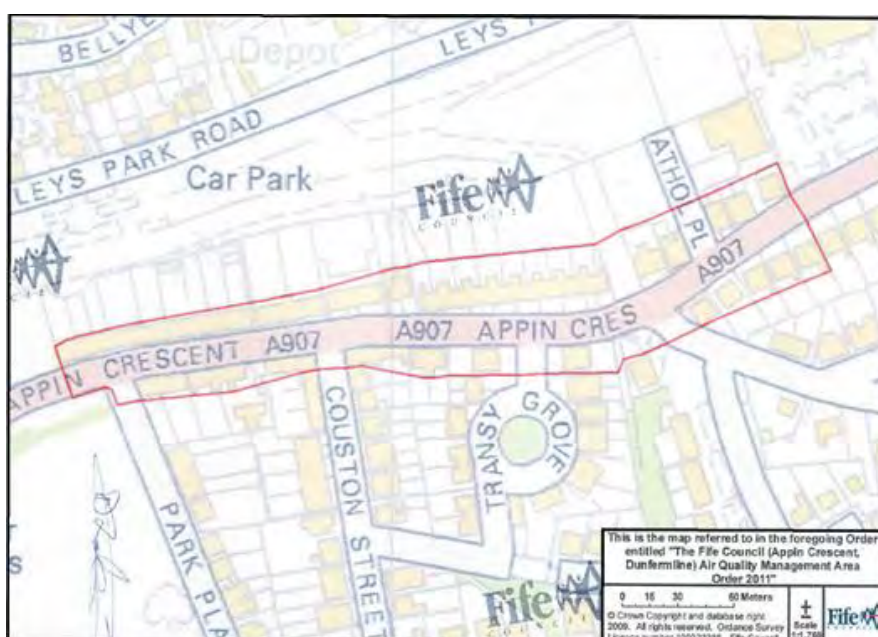 BELLYE
Depot
LEYS P
LEYS PARK ROAD
Car Park
Fife
COUNCIL
ATHOL PL
A907
APPIN CRESCENT A907
A907 APPIN CRES
COUSTON STREE
TRANSY GROVE
PARK PLA
S
Fife
This is the map referred to in the foregoing Order
entitled "The Fife Council (Appin Crescent,
Dunfermline) Air Quality Management Area
Order 2011"
0 15 30 60 Meters
© Crown Copyright and database right
2009. All rights reserved. Ordnance Survey
Scale
Fife